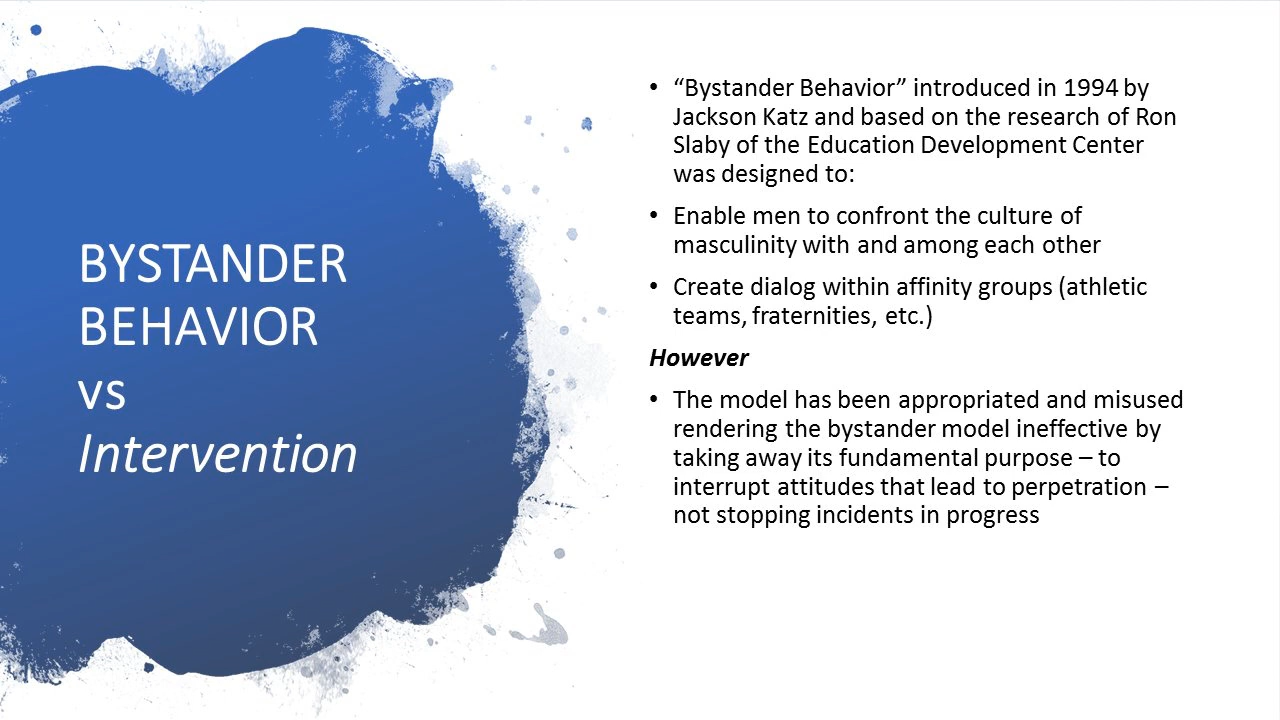 BYSTANDER
BEHAVIOR
vs
Intervention
• “Bystander Behavior” introduced in 1994 by
Jackson Katz and based on the research of Ron
Slaby of the Education Development Center
was designed to:
• Enable men to confront the culture of
masculinity with and among each other
• Create dialog within affinity groups (athletic
teams, fraternities, etc.)
However
• The model has been appropriated and misused
rendering the bystander model ineffective by
taking away its fundamental purpose – to
interrupt attitudes that lead to perpetration –
not stopping incidents in progress